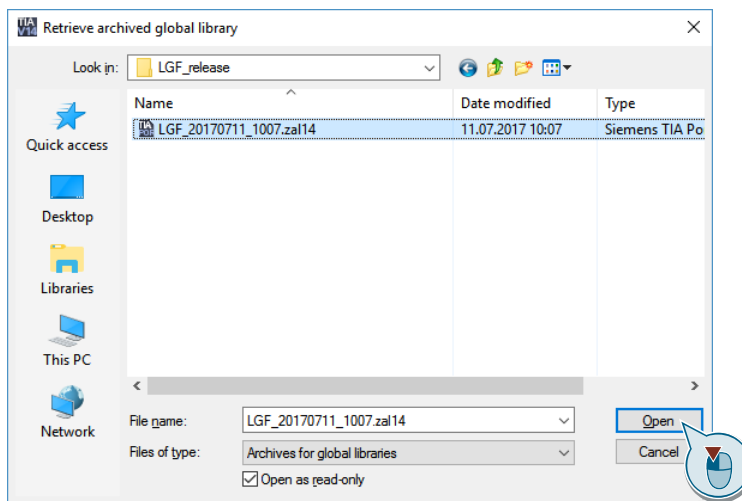 TIA V14 Retrieve archived global library
Look in: LGF_release
Name Date modified Type
LGF_20170711_1007.zal14 11.07.2017 10:07 Siemens TIA Po
Quick access
Desktop
Libraries
This PC
Network
File name: LGF_20170711_1007.zal14 Open
Files of type: Archives for global libraries Cancel
Open as read-only